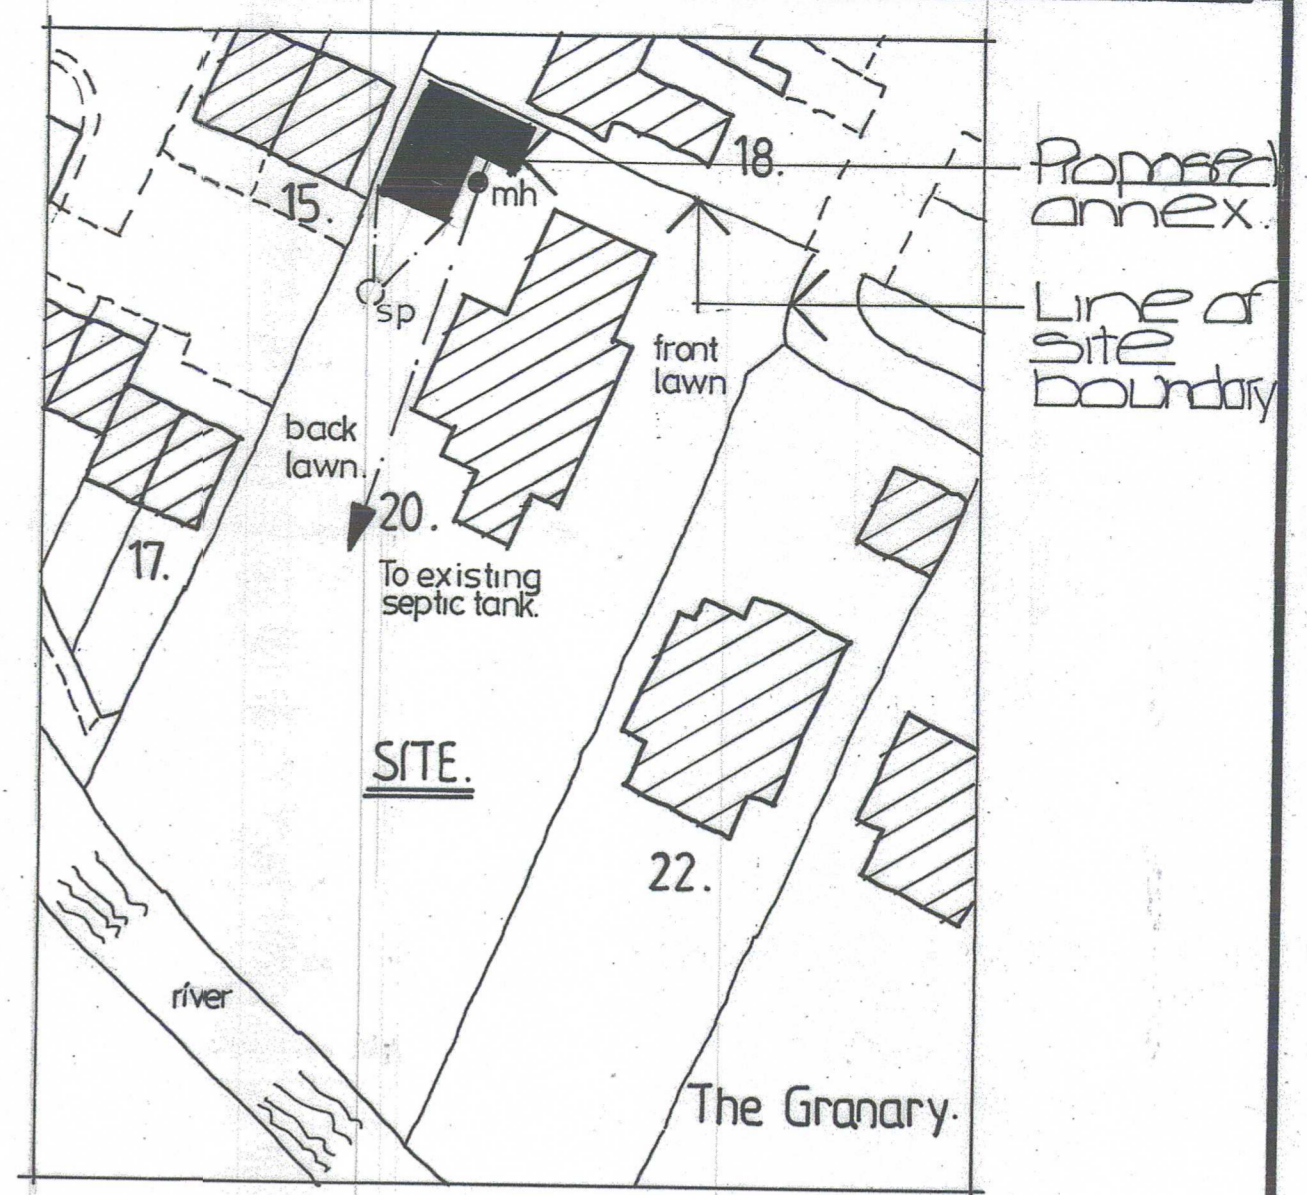 18.
Proposed
annex.
15.
mh
sp
Line of
site
boundary
front
lawn
back
lawn.
20.
17.
To existing
septic tank.
SITE.
22.
river
The Granary.